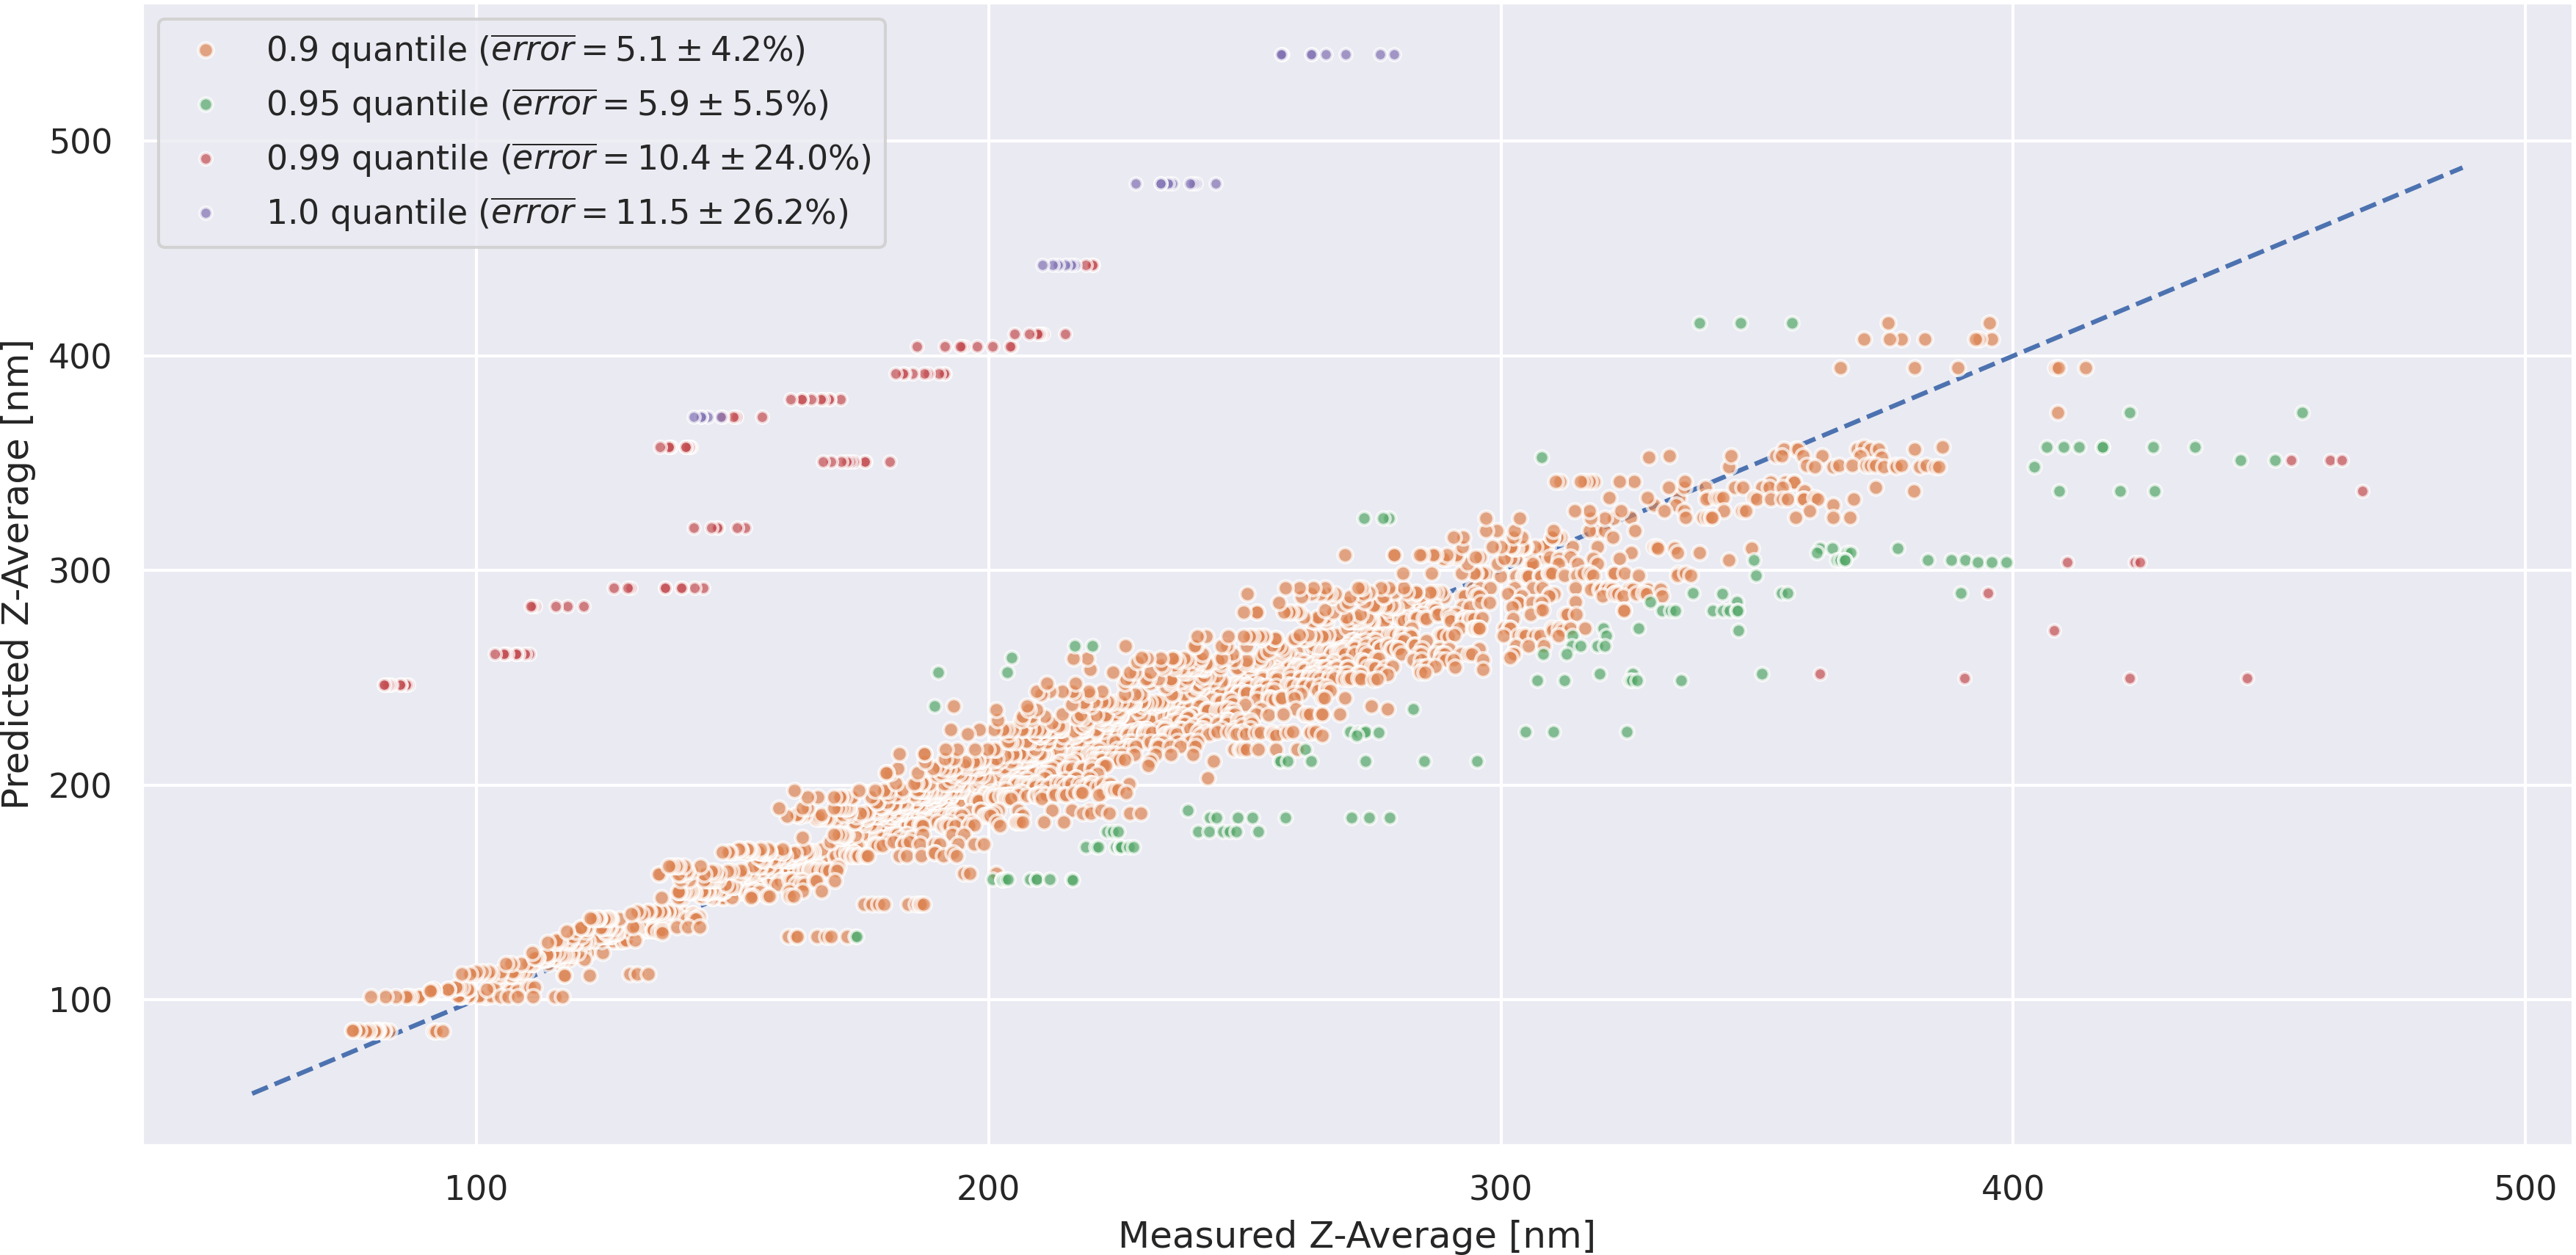 0.9 quantile (error = 5.1 ± 4.2%)
0.95 quantile (error = 5.9 ± 5.5%)
0.99 quantile (error = 10.4 ± 24.0%)
1.0 quantile (error = 11.5 ± 26.2%)
500
400
300
200
100
Predicted Z-Average [nm]
100 200 300 400 500
Measured Z-Average [nm]